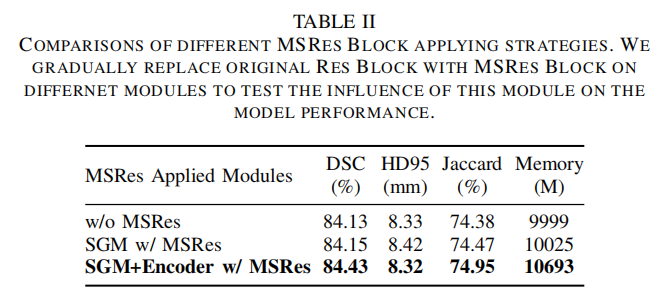 TABLE II
COMPARISONS OF DIFFERENT MSRES BLOCK APPLYING STRATEGIES. WE
GRADUALLY REPLACE ORIGINAL RES BLOCK WITH MSRES BLOCK ON
DIFFERNET MODULES TO TEST THE INFLUENCE OF THIS MODULE ON THE
MODEL PERFORMANCE.
MSRes Applied Modules DSC (%) HD95 (mm) Jaccard (%) Memory (M)
w/o MSRes 84.13 8.33 74.38 9999
SGM w/ MSRes 84.15 8.42 74.47 10025
SGM+Encoder w/ MSRes 84.43 8.32 74.95 10693